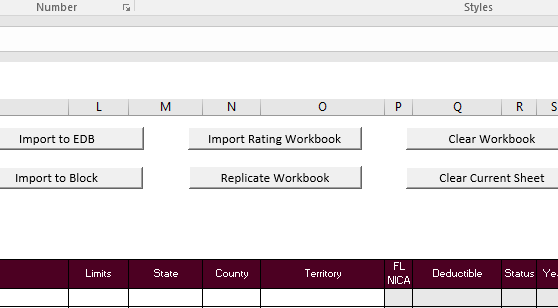 Number
Styles
L M N O P Q R S
Import to EDB Import Rating Workbook Clear Workbook
Import to Block Replicate Workbook Clear Current Sheet
Limits State County Territory FL NICA Deductible Status Yea